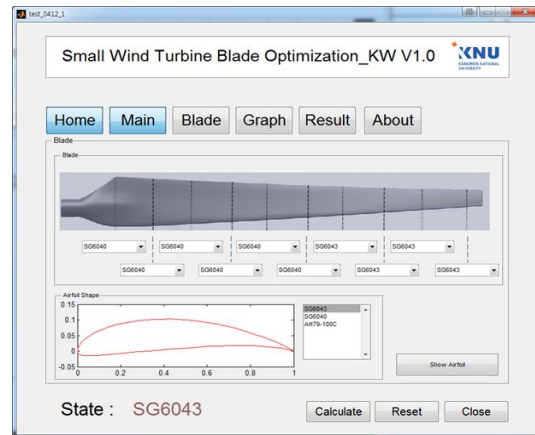 test_0412_1
Small Wind Turbine Blade Optimization_KW V1.0
KNU
KANGWON NATIONAL
UNIVERSITY
Home Main Blade Graph Result About
Blade
Blade
SG6040 SG6040 SG6040 SG6043 SG6043
SG6040 SG6040 SG6040 SG6043 SG6043
Airfoil Shape
0.15
0.1
0.05
0
-0.05
0 0.2 0.4 0.6 0.8 1
SG6043
SG6040
AH79-100C
Show Airfoil
State : SG6043
Calculate Reset Close